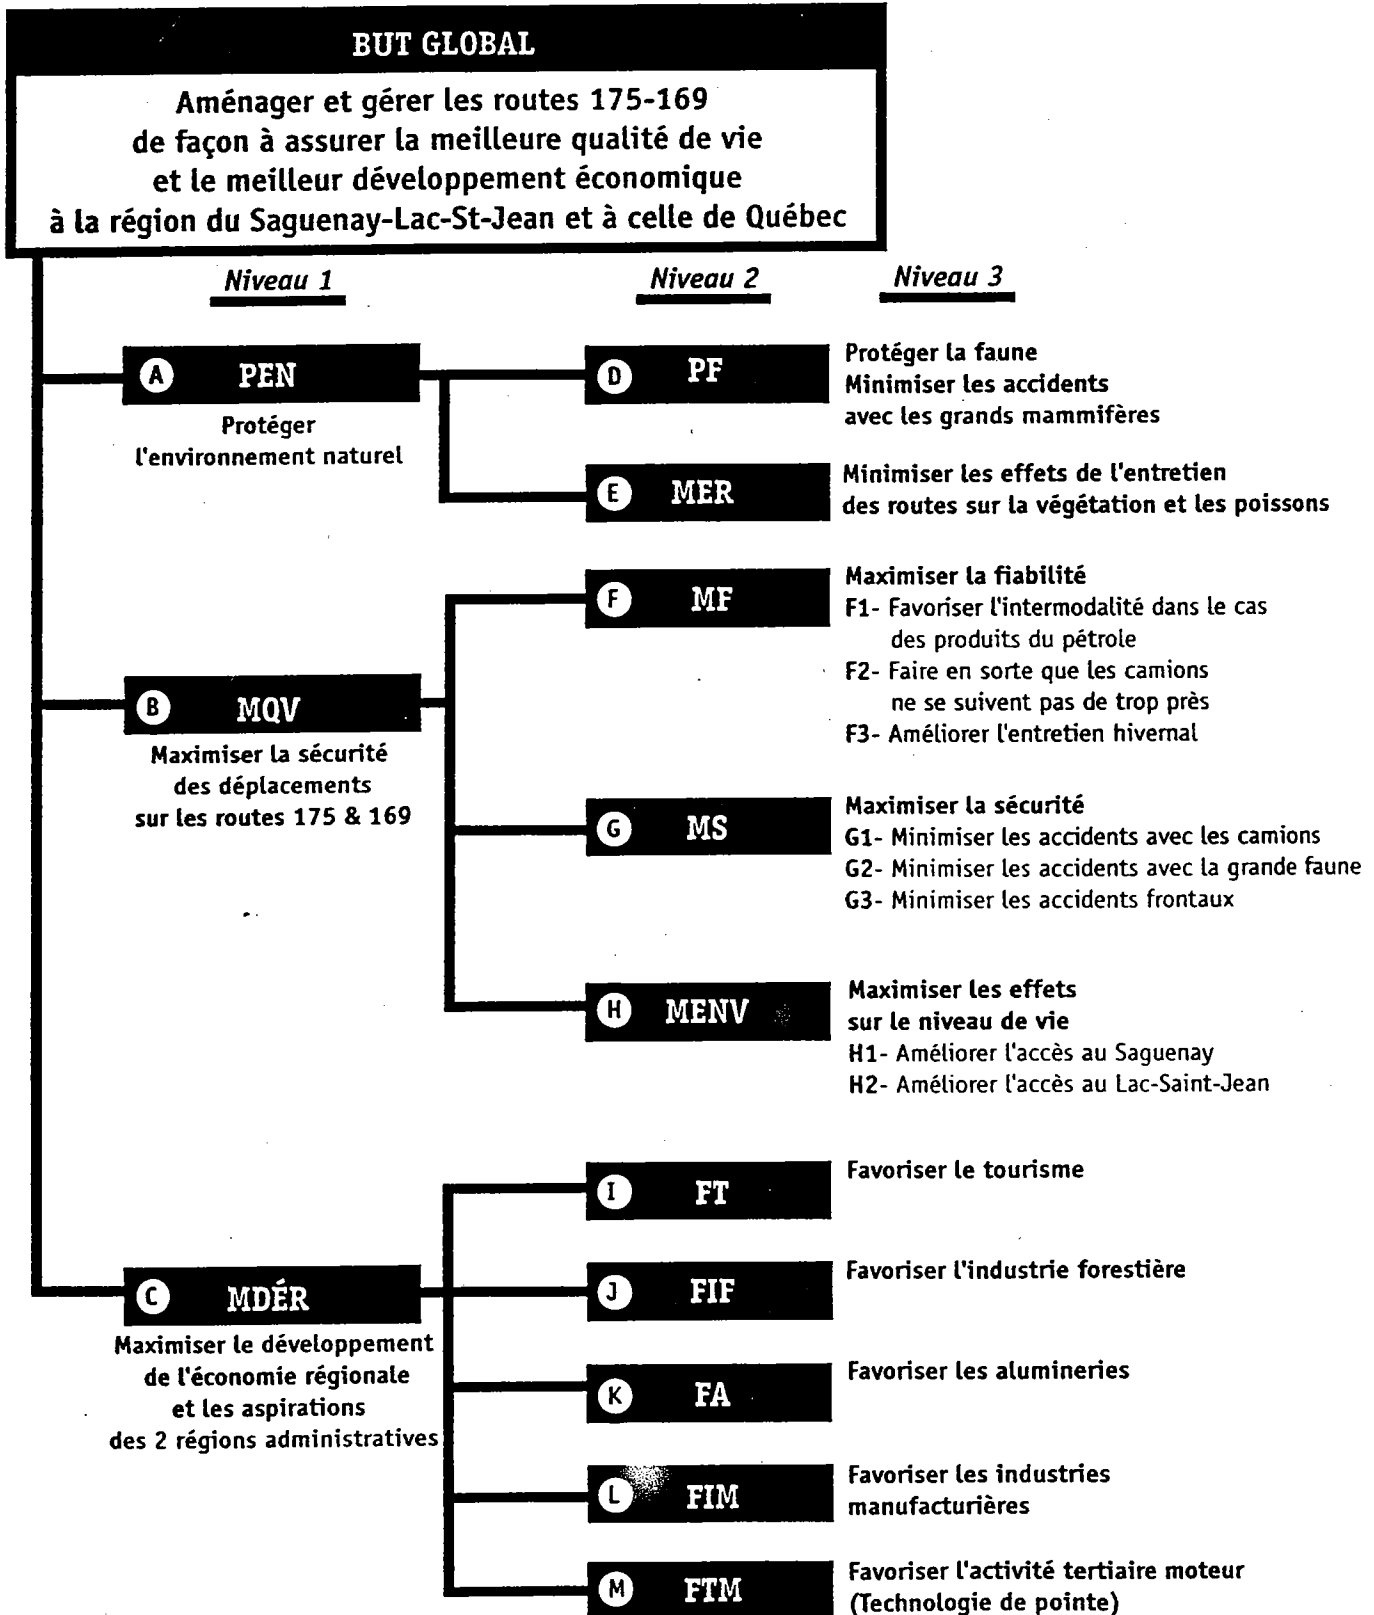 BUT GLOBAL
Aménager et gérer les routes 175-169
de façon à assurer la meilleure qualité de vie
et le meilleur développement économique
à la région du Saguenay-Lac-St-Jean et à celle de Québec
Niveau 1
Niveau 2
Niveau 3
A PEN
Protéger
l'environnement naturel
D PF
Protéger la faune
Minimiser les accidents
avec les grands mammifères
E MER
Minimiser les effets de l'entretien
des routes sur la végétation et les poissons
B MQV
Maximiser la sécurité
des déplacements
sur les routes 175 & 169
F MF
Maximiser la fiabilité
F1- Favoriser l'intermodalité dans le cas
des produits du pétrole
F2- Faire en sorte que les camions
ne se suivent pas de trop près
F3- Améliorer l'entretien hivernal
G MS
Maximiser la sécurité
G1- Minimiser les accidents avec les camions
G2- Minimiser les accidents avec la grande faune
G3- Minimiser les accidents frontaux
H MENV
Maximiser les effets
sur le niveau de vie
H1- Améliorer l'accès au Saguenay
H2- Améliorer l'accès au Lac-Saint-Jean
C MDÉR
Maximiser le développement
de l'économie régionale
et les aspirations
des 2 régions administratives
I FT
Favoriser le tourisme
J FIF
Favoriser l'industrie forestière
K FA
Favoriser les alumineries
L FIM
Favoriser les industries
manufacturières
M FTM
Favoriser l'activité tertiaire moteur
(Technologie de pointe)